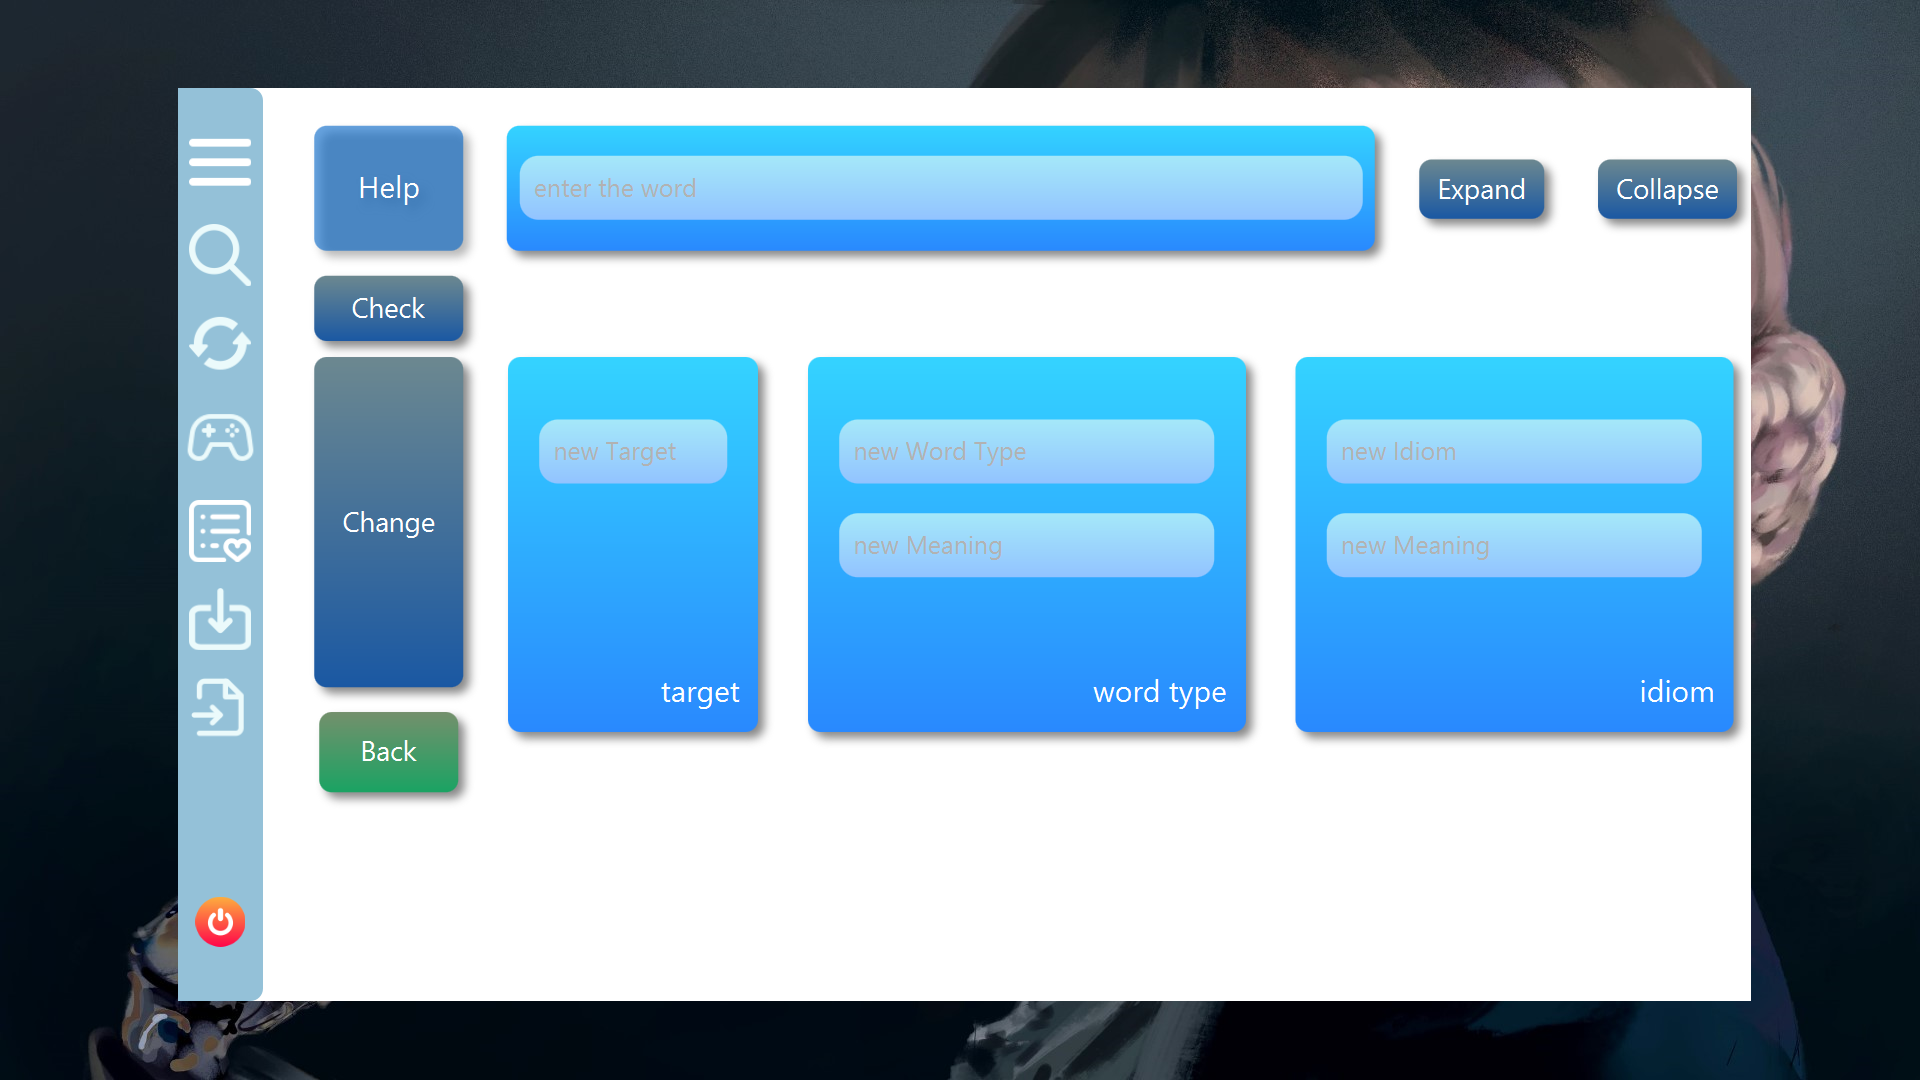 Help
enter the word
Expand
Collapse
Check
Change
new Target
new Word Type
new Idiom
new Meaning
new Meaning
target
word type
idiom
Back